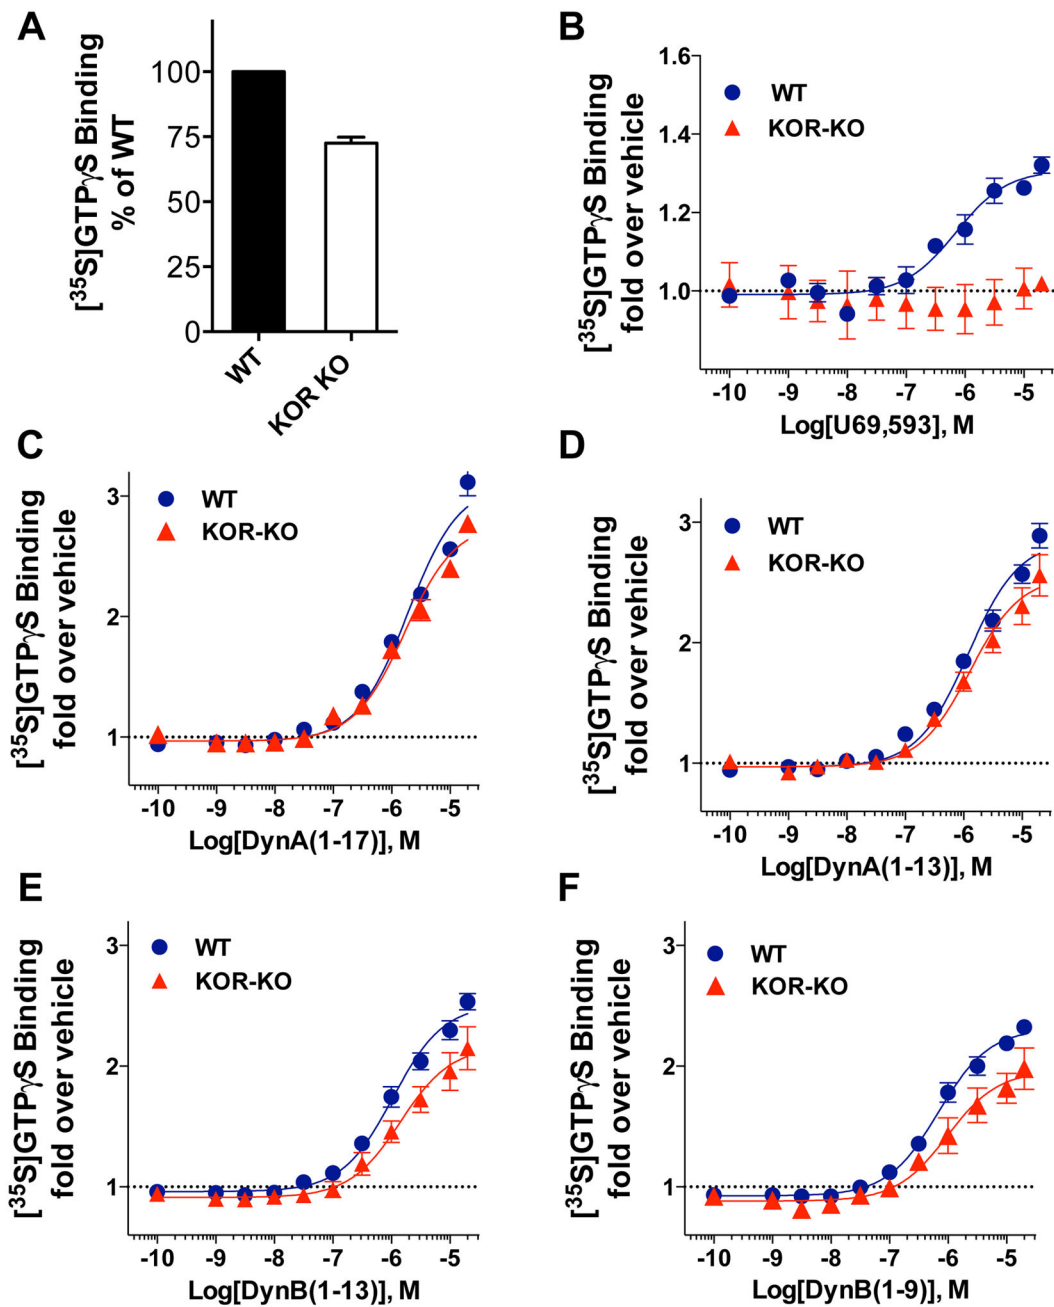 A
[³⁵S]GTPγS Binding
% of WT
100
75
50
25
0
WT
KOR KO
B
[³⁵S]GTPγS Binding
fold over vehicle
1.6
1.4
1.2
1.0
WT
KOR-KO
-10 -9 -8 -7 -6 -5
Log[U69,593], M
C
[³⁵S]GTPγS Binding
fold over vehicle
3
2
1
WT
KOR-KO
-10 -9 -8 -7 -6 -5
Log[DynA(1-17)], M
D
[³⁵S]GTPγS Binding
fold over vehicle
3
2
1
WT
KOR-KO
-10 -9 -8 -7 -6 -5
Log[DynA(1-13)], M
E
[³⁵S]GTPγS Binding
fold over vehicle
3
2
1
WT
KOR-KO
-10 -9 -8 -7 -6 -5
Log[DynB(1-13)], M
F
[³⁵S]GTPγS Binding
fold over vehicle
3
2
1
WT
KOR-KO
-10 -9 -8 -7 -6 -5
Log[DynB(1-9)], M